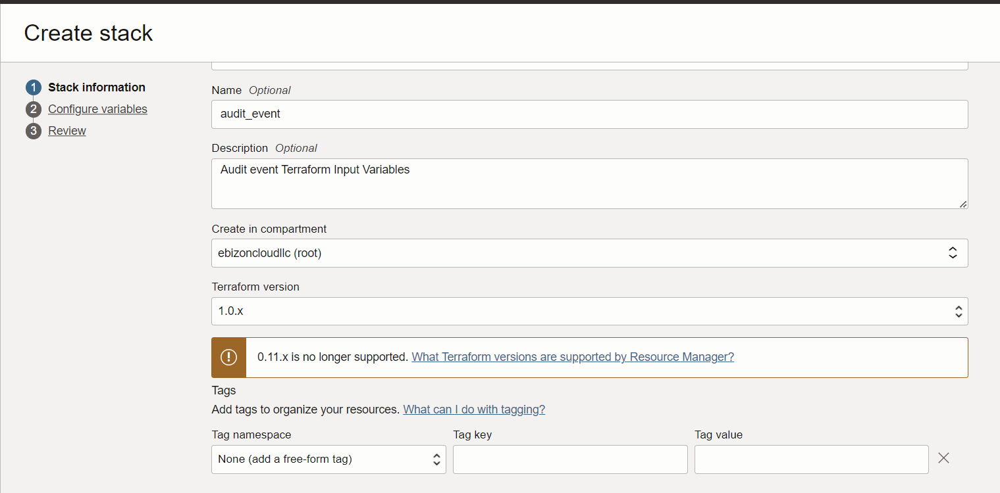 Create stack
1 Stack information
2 Configure variables
3 Review
Name Optional
audit_event
Description Optional
Audit event Terraform Input Variables
Create in compartment
ebizoncloudllc (root)
Terraform version
1.0.x
0.11.x is no longer supported. What Terraform versions are supported by Resource Manager?
Tags
Add tags to organize your resources. What can I do with tagging?
Tag namespace Tag key Tag value
None (add a free-form tag)